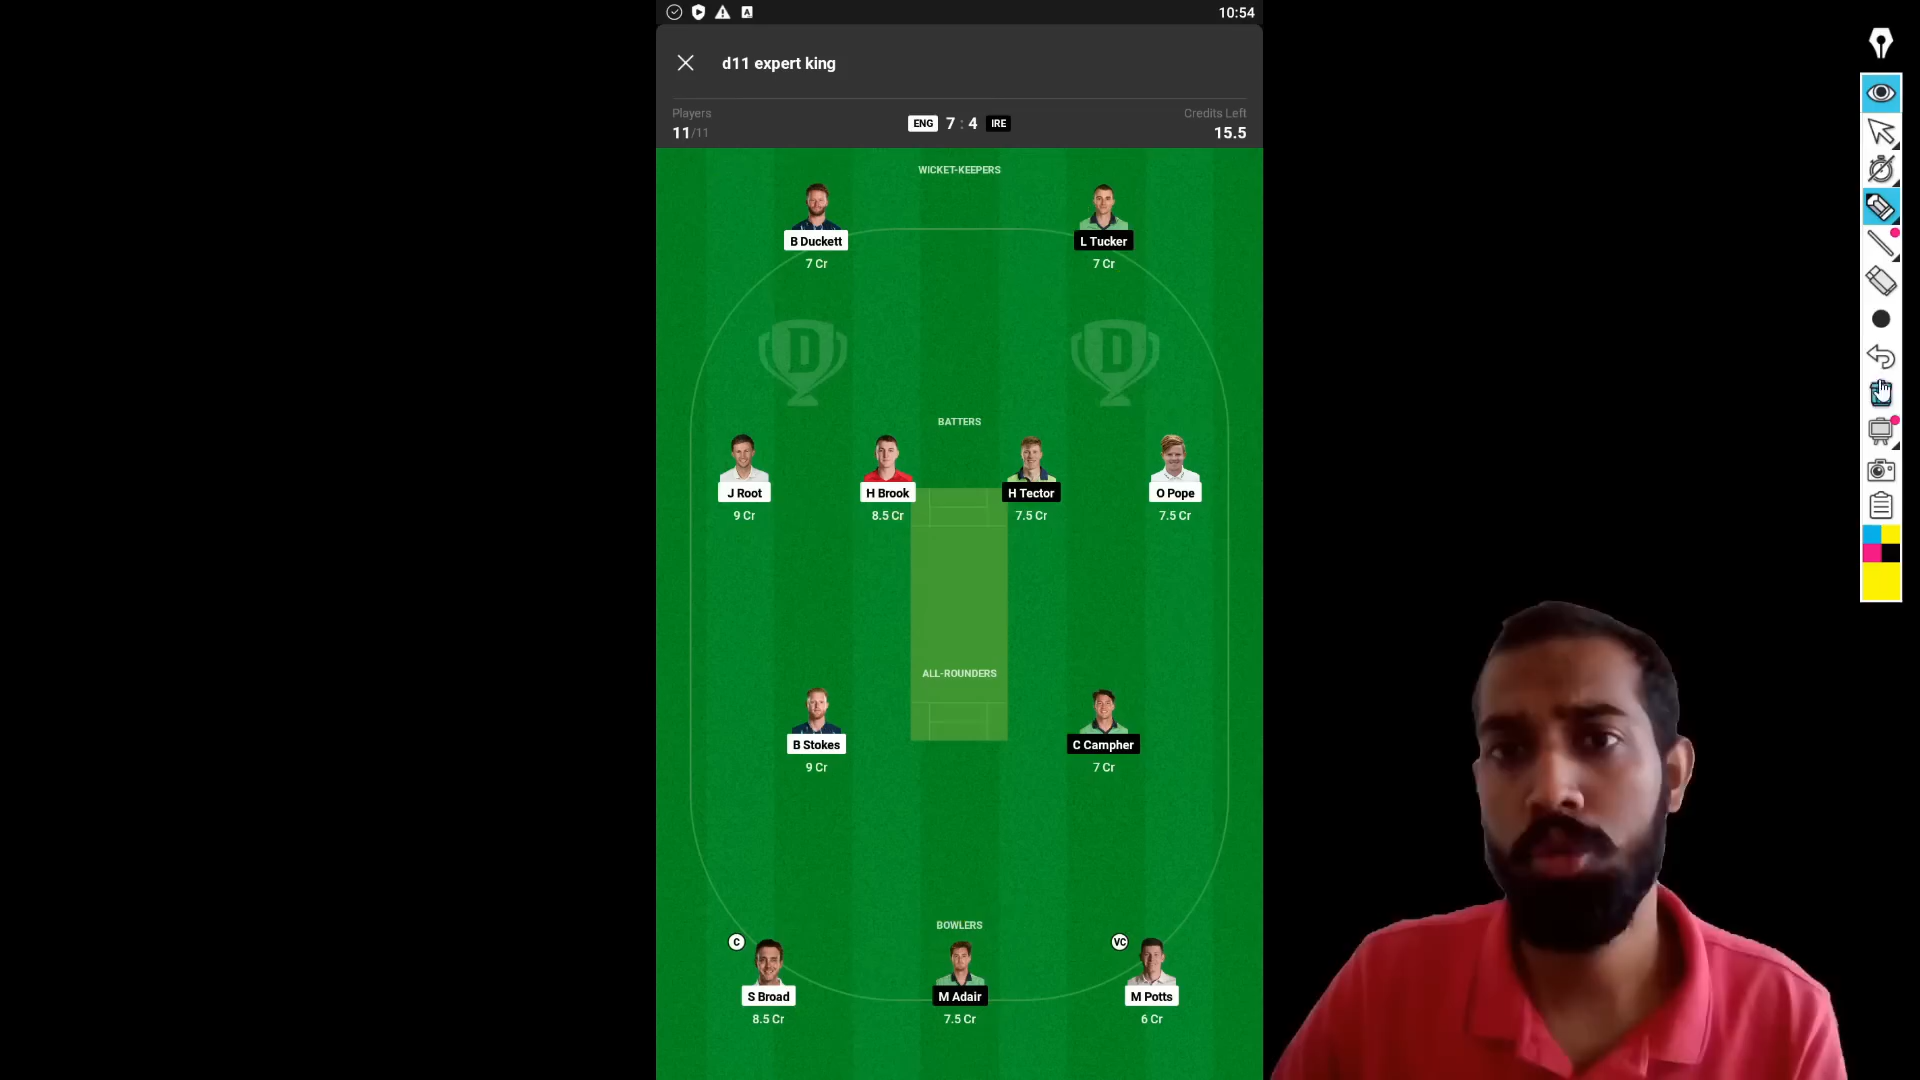 10:54
d11 expert king
Players
11/11
ENG 7 : 4 IRE
Credits Left
15.5
WICKET-KEEPERS
B Duckett
7 Cr
L Tucker
7 Cr
D
D
BATTERS
J Root
9 Cr
H Brook
8.5 Cr
H Tector
7.5 Cr
O Pope
7.5 Cr
ALL-ROUNDERS
B Stokes
9 Cr
C Campher
7 Cr
BOWLERS
C
S Broad
8.5 Cr
M Adair
7.5 Cr
VC
M Potts
6 Cr
A